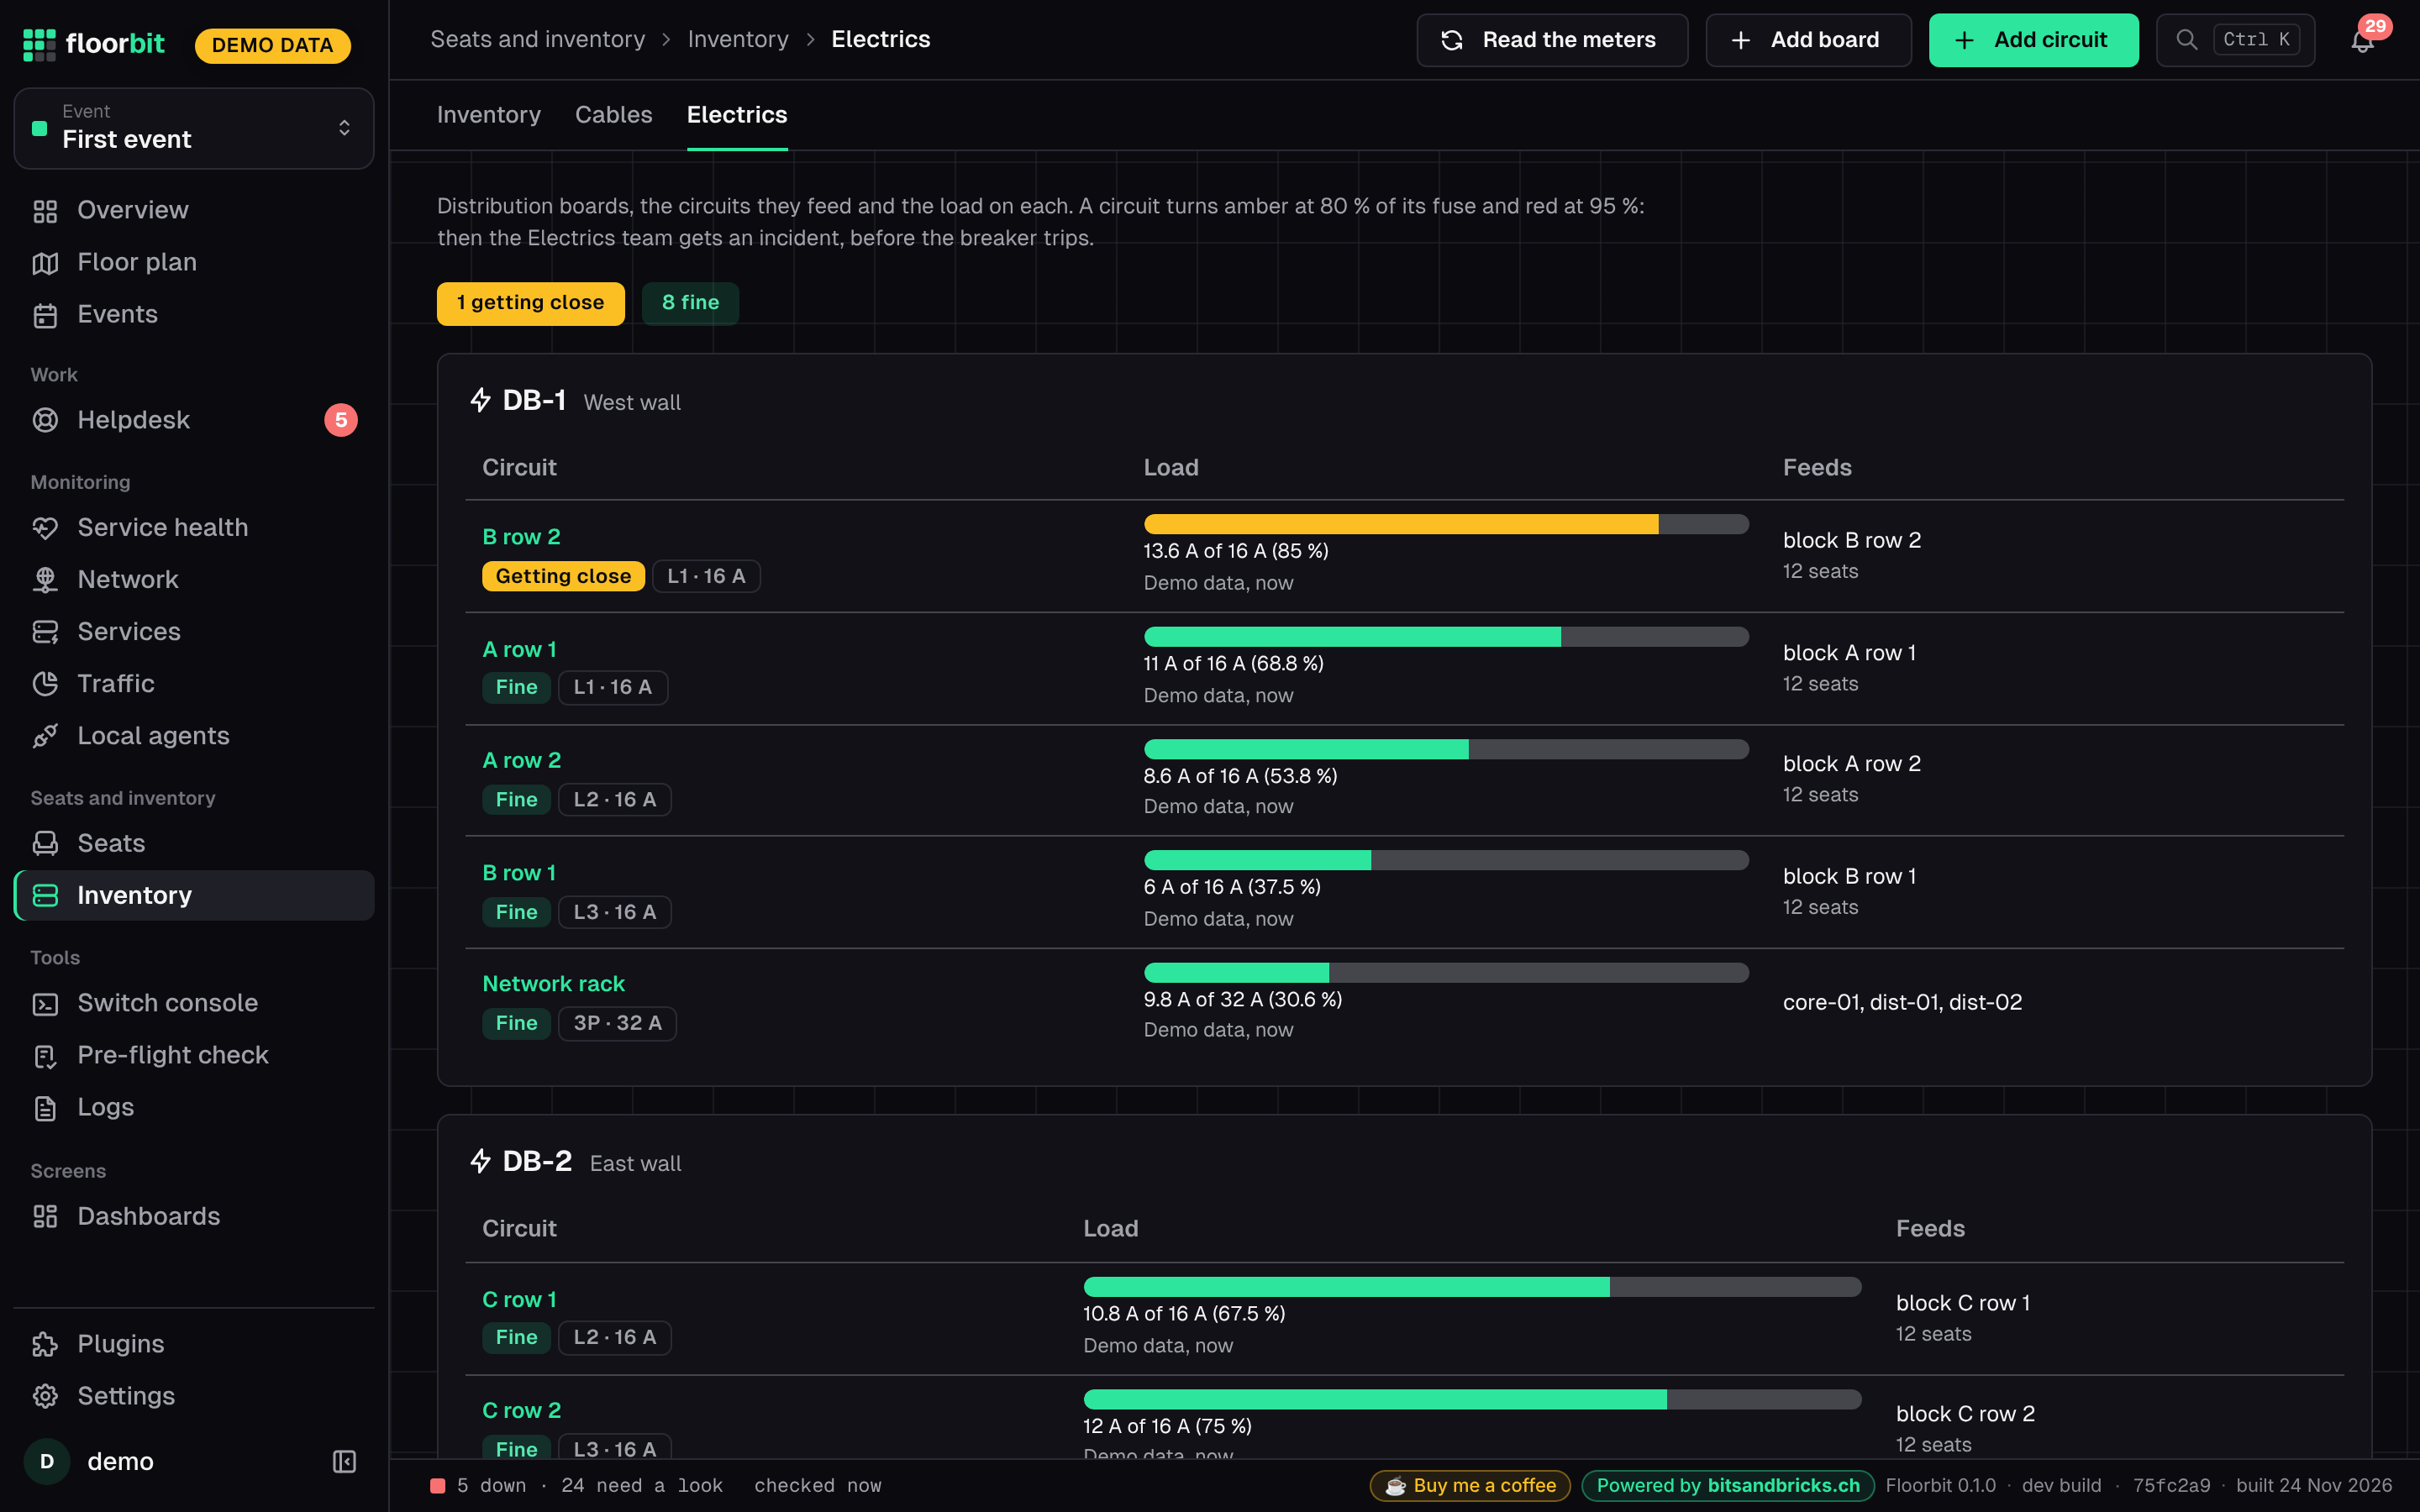 floorbit
DEMO DATA
Event
First event
Overview
Floor plan
Events
Work
Helpdesk
5
Monitoring
Service health
Network
Services
Traffic
Local agents
Seats and inventory
Seats
Inventory
Tools
Switch console
Pre-flight check
Logs
Screens
Dashboards
Plugins
Settings
D
demo
Seats and inventory > Inventory > Electrics
Read the meters
+ Add board
+ Add circuit
Ctrl K
29
Inventory
Cables
Electrics
Distribution boards, the circuits they feed and the load on each. A circuit turns amber at 80 % of its fuse and red at 95 %:
then the Electrics team gets an incident, before the breaker trips.
1 getting close
8 fine
DB-1 West wall
Circuit
Load
Feeds
B row 2
Getting close
L1 · 16 A
13.6 A of 16 A (85 %)
Demo data, now
block B row 2
12 seats
A row 1
Fine
L1 · 16 A
11 A of 16 A (68.8 %)
Demo data, now
block A row 1
12 seats
A row 2
Fine
L2 · 16 A
8.6 A of 16 A (53.8 %)
Demo data, now
block A row 2
12 seats
B row 1
Fine
L3 · 16 A
6 A of 16 A (37.5 %)
Demo data, now
block B row 1
12 seats
Network rack
Fine
3P · 32 A
9.8 A of 32 A (30.6 %)
Demo data, now
core-01, dist-01, dist-02
DB-2 East wall
Circuit
Load
Feeds
C row 1
Fine
L2 · 16 A
10.8 A of 16 A (67.5 %)
Demo data, now
block C row 1
12 seats
C row 2
Fine
L3 · 16 A
12 A of 16 A (75 %)
Demo data, now
block C row 2
12 seats
5 down · 24 need a look checked now
Buy me a coffee
Powered by bitsandbricks.ch
Floorbit 0.1.0 · dev build · 75fc2a9 · built 24 Nov 2026